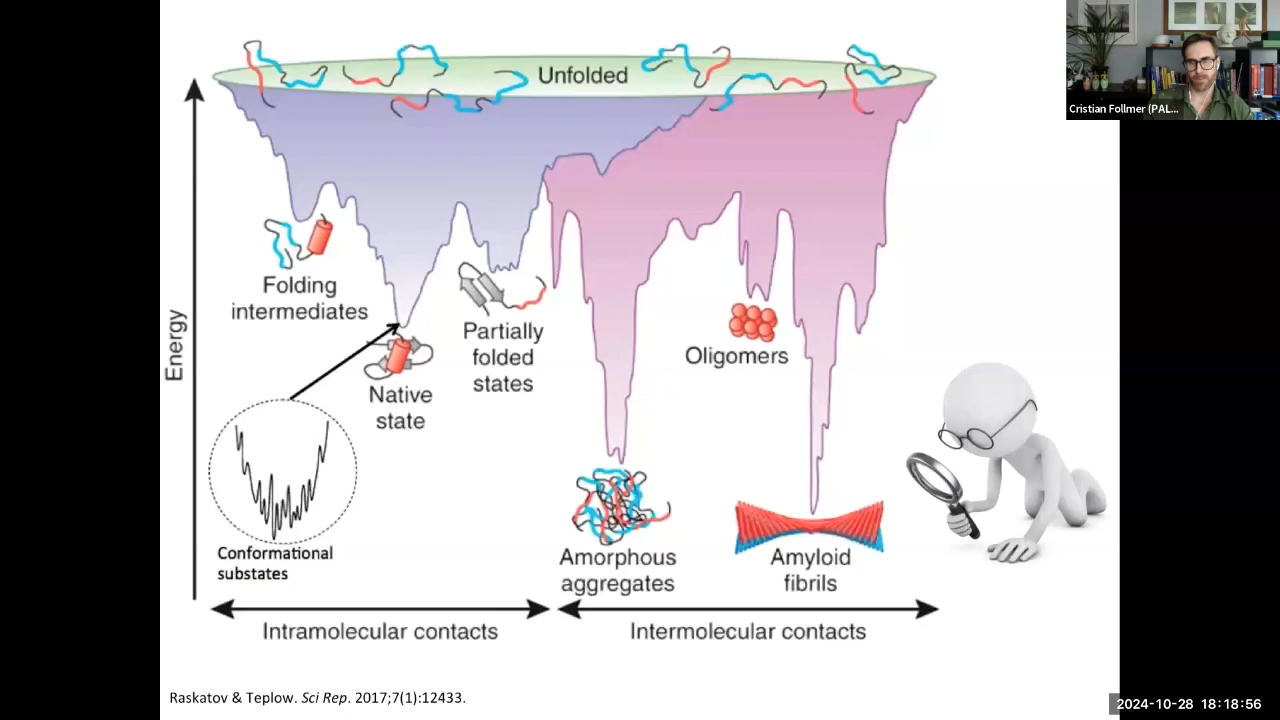 Unfolded
Cristian Follmer (PAL...
Energy
Folding
intermediates
Native
state
Partially
folded
states
Oligomers
Conformational
substates
Amorphous
aggregates
Amyloid
fibrils
Intramolecular contacts
Intermolecular contacts
Raskatov & Teplow. Sci Rep. 2017;7(1):12433.
2024-10-28 18:18:56